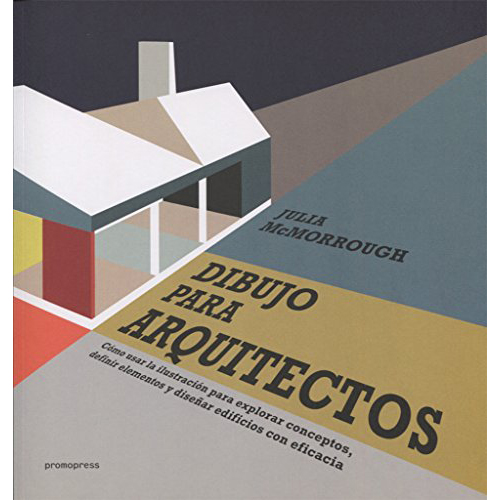 JULIA
McMORROUGH
DIBUJO
PARA
ARQUITECTOS
Cómo usar la ilustración para explorar conceptos,
definir elementos y diseñar edificios con eficacia
promopress